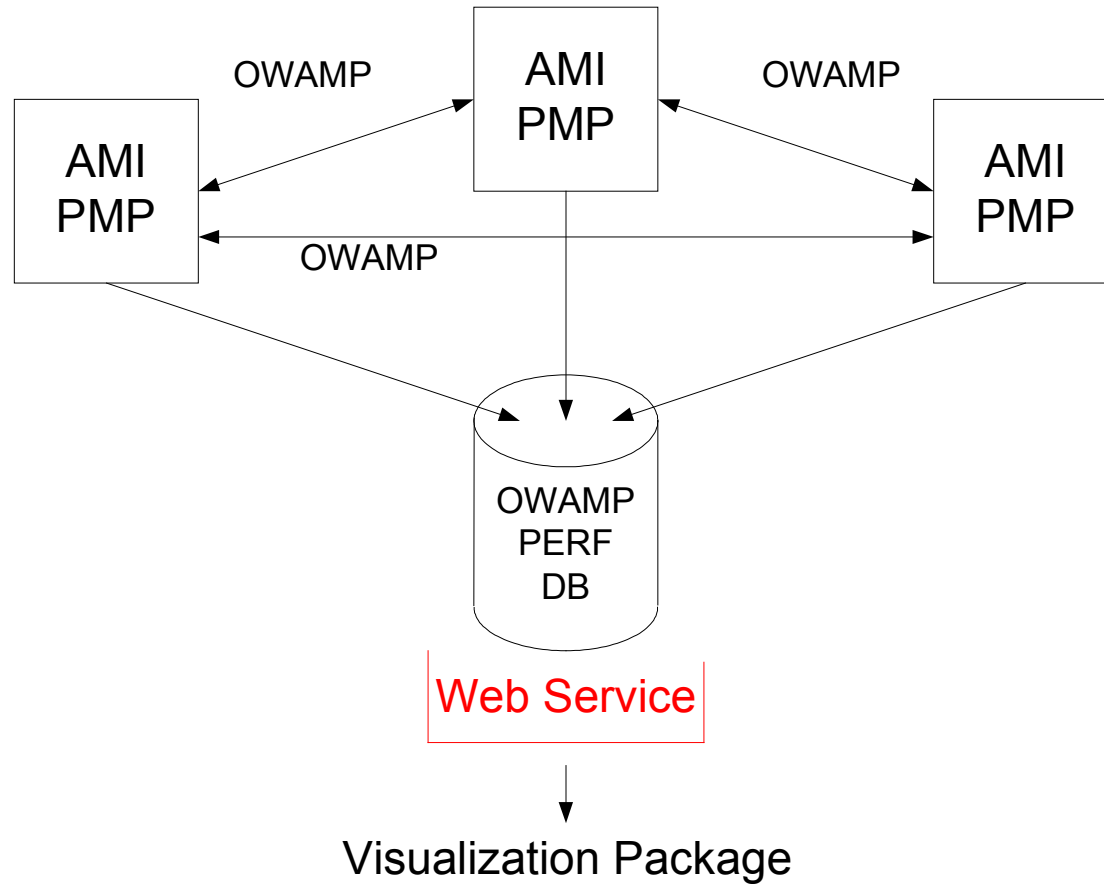 OWAMP
AMI
PMP
OWAMP
AMI
PMP
AMI
PMP
OWAMP
OWAMP
PERF
DB
Web Service
Visualization Package